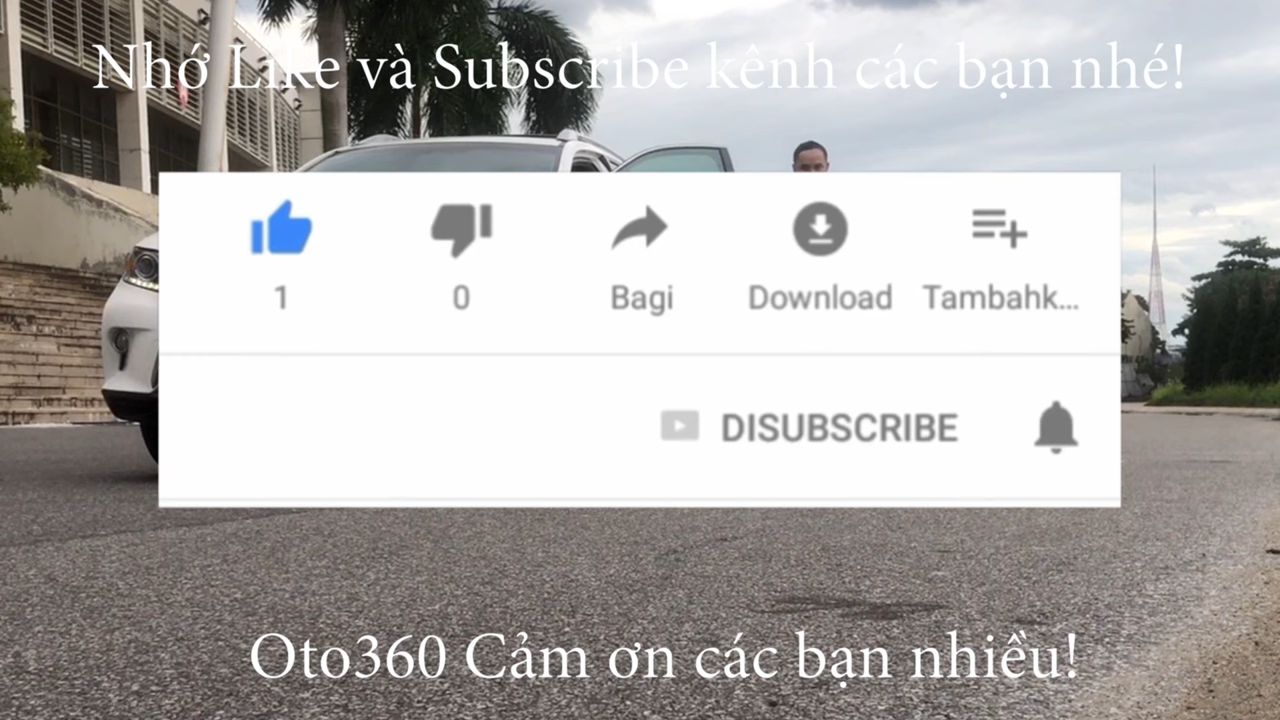 Nhớ Like và Subscribe kênh các bạn nhé!
1 0 Bagi Download Tambahk...
DISUBSCRIBE
Oto360 Cảm ơn các bạn nhiều!